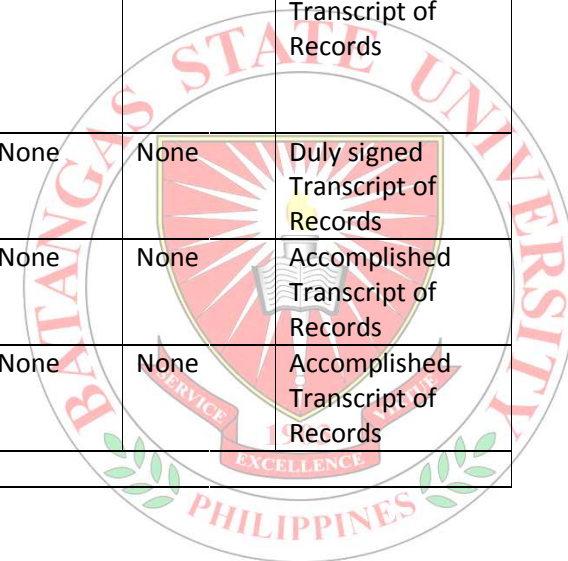 Transcript of
Records
None None Duly signed
Transcript of
Records
None None Accomplished
Transcript of
Records
None None Accomplished
Transcript of
Records
BATANGAS STATE UNIVERSITY
SERVICE
EXCELLENCE
VIRTUE
PHILIPPINES